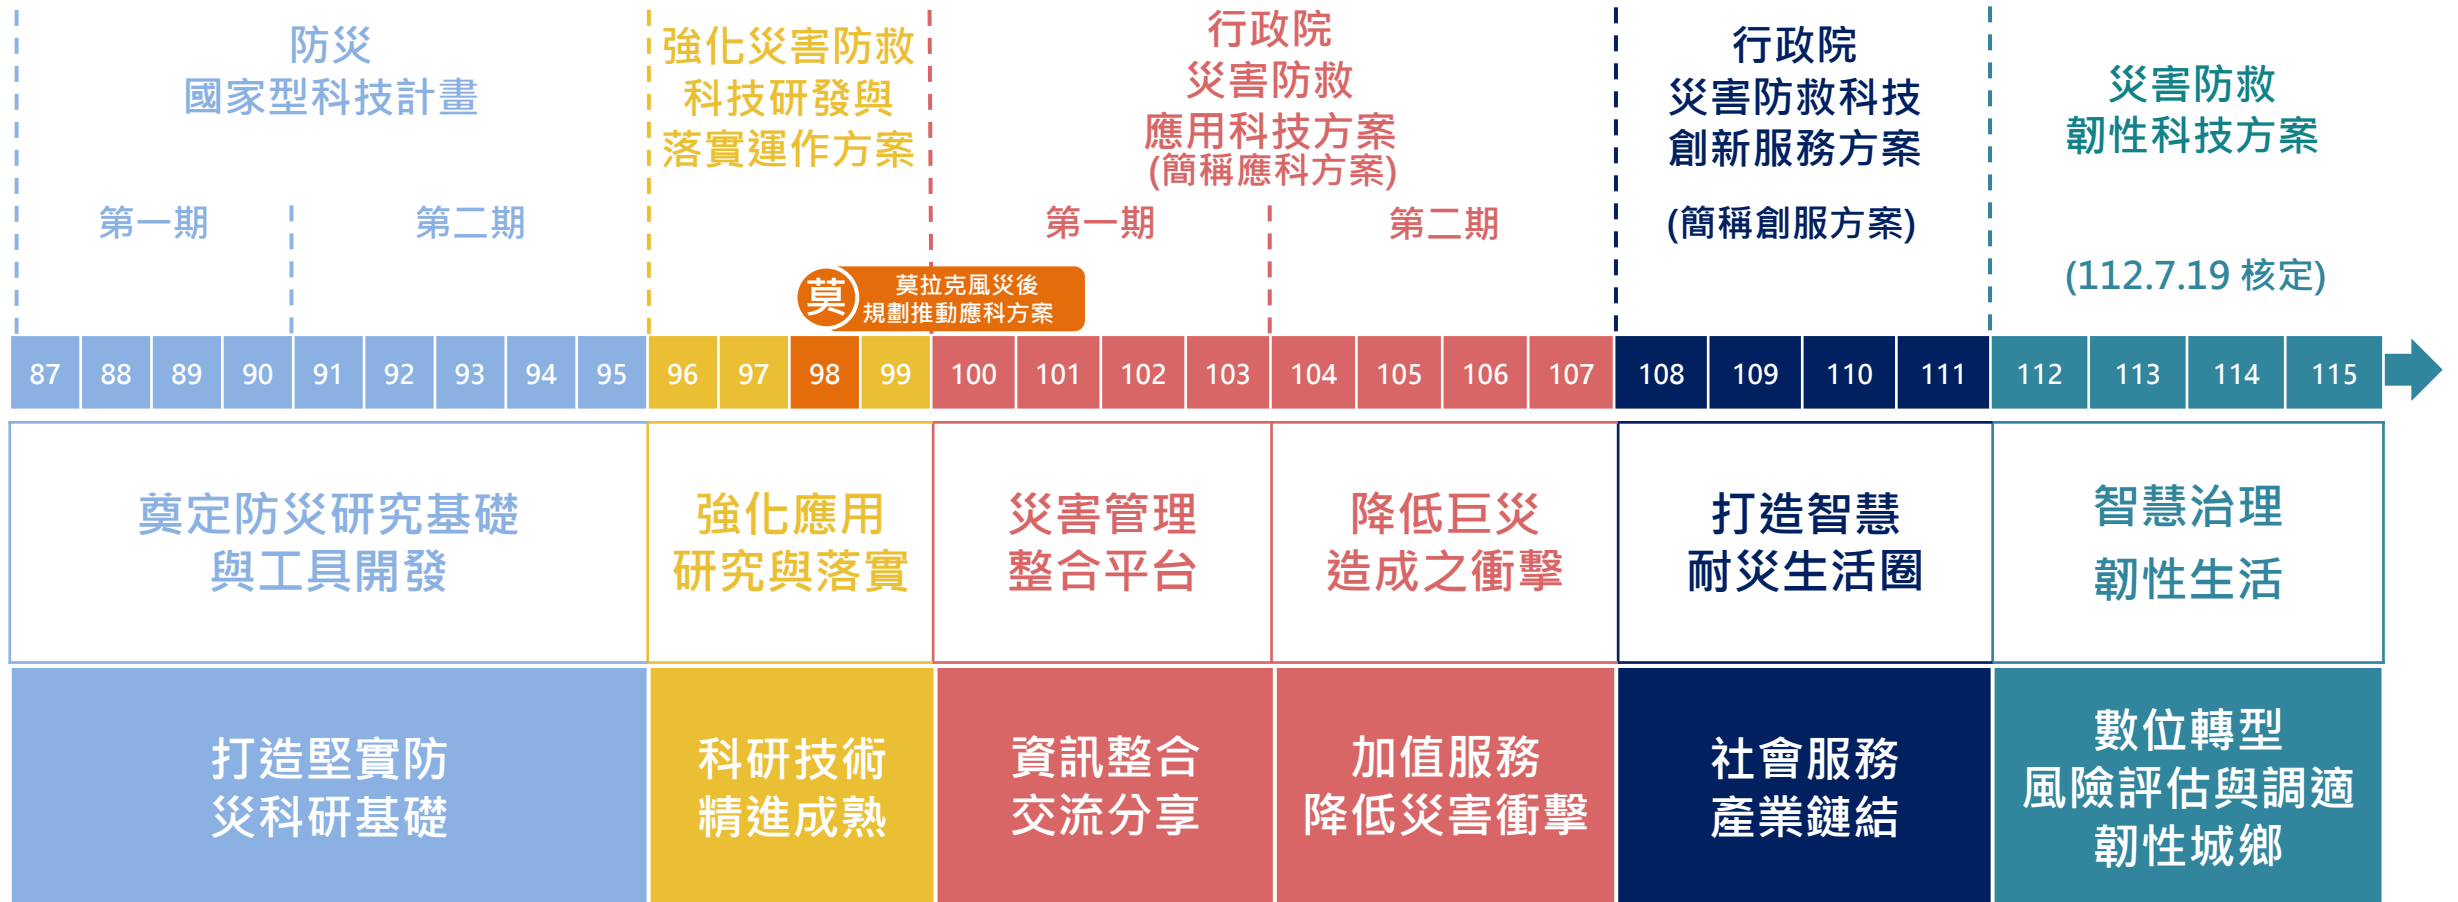 防災
國家型科技計畫
第一期
第二期
強化災害防救
科技研發與
落實運作方案
行政院
災害防救
應用科技方案
(簡稱應科方案)
第一期
第二期
行政院
災害防救科技
創新服務方案
(簡稱創服方案)
災害防救
韌性科技方案
(112.7.19 核定)
莫
莫拉克風災後
規劃推動應科方案
87 88 89 90 91 92 93 94 95 96 97 98 99 100 101 102 103 104 105 106 107 108 109 110 111 112 113 114 115
奠定防災研究基礎
與工具開發
強化應用
研究與落實
災害管理
整合平台
降低巨災
造成之衝擊
打造智慧
耐災生活圈
智慧治理
韌性生活
打造堅實防
災科研基礎
科研技術
精進成熟
資訊整合
交流分享
加值服務
降低災害衝擊
社會服務
產業鏈結
數位轉型
風險評估與調適
韌性城鄉